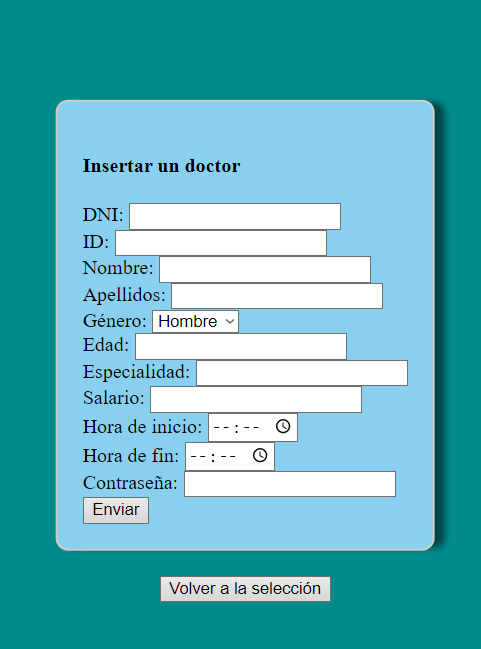 Insertar un doctor
DNI:
ID:
Nombre:
Apellidos:
Género: Hombre
Edad:
Especialidad:
Salario:
Hora de inicio: --:--
Hora de fin: --:--
Contraseña:
Enviar
Volver a la selección